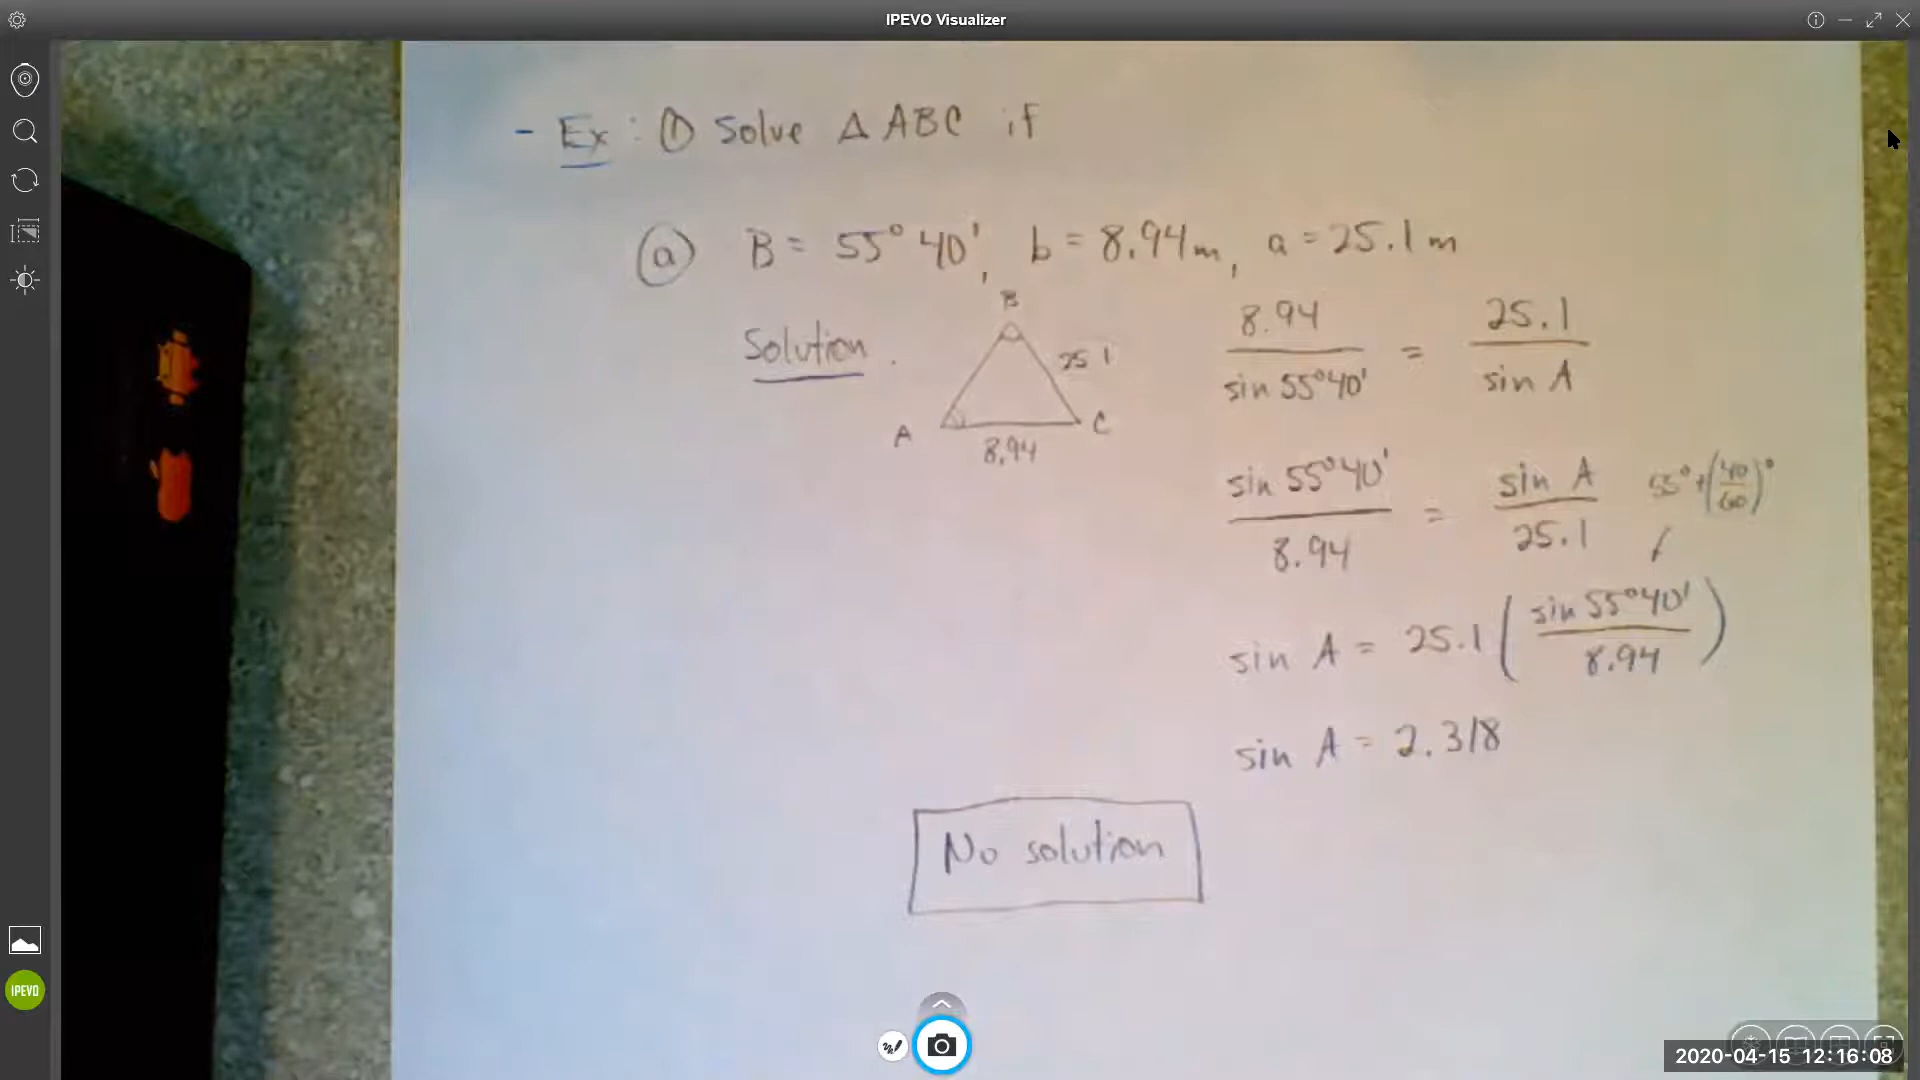 IPEVO Visualizer
- Ex: ① Solve △ ABC if
ⓐ B = 55° 40', b = 8.94m, a = 25.1 m
Solution.
B
25.1
A
C
8.94
8.94 / sin 55°40' = 25.1 / sin A
sin 55°40' / 8.94 = sin A / 25.1
55° + (40/60)°
sin A = 25.1 ( sin 55°40' / 8.94 )
sin A = 2.318
No solution
IPEVO
2020-04-15 12:16:08